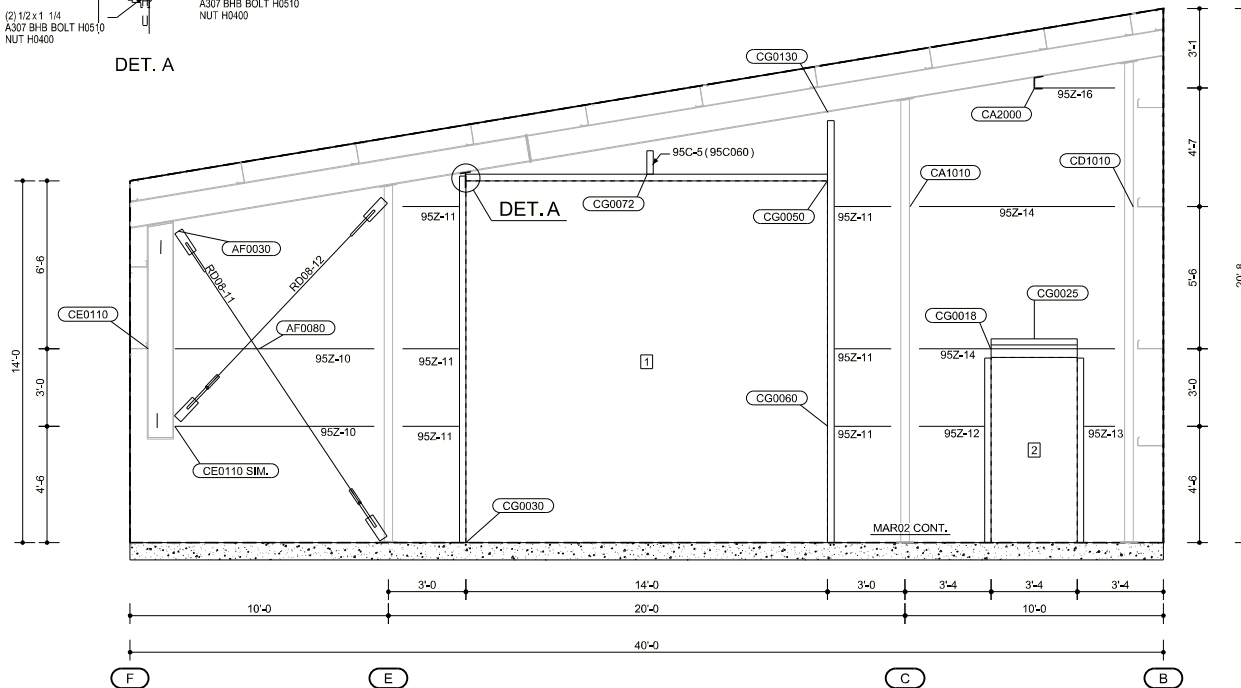 A307 BHB BOLT H0510
NUT H0400
(2) 1/2 x 1 1/4
A307 BHB BOLT H0510
NUT H0400
DET. A
CG0130
3'-1
95Z-16
CA2000
95C-5 (95C060)
CD1010
4'-7
CA1010
CG0072
DET. A
CG0050
95Z-11
95Z-11
95Z-14
AF0030
RD08-11
RD08-12
6'-6
5'-6
CG0025
CE0110
AF0080
CG0018
14'-0
95Z-10
95Z-11
1
95Z-11
95Z-14
3'-0
3'-0
CG0060
95Z-10
95Z-11
95Z-11
95Z-12
95Z-13
2
CE0110 SIM.
4'-6
4'-6
CG0030
MAR02 CONT.
3'-0
14'-0
3'-0
3'-4
3'-4
3'-4
10'-0
20'-0
10'-0
40'-0
F
E
C
B